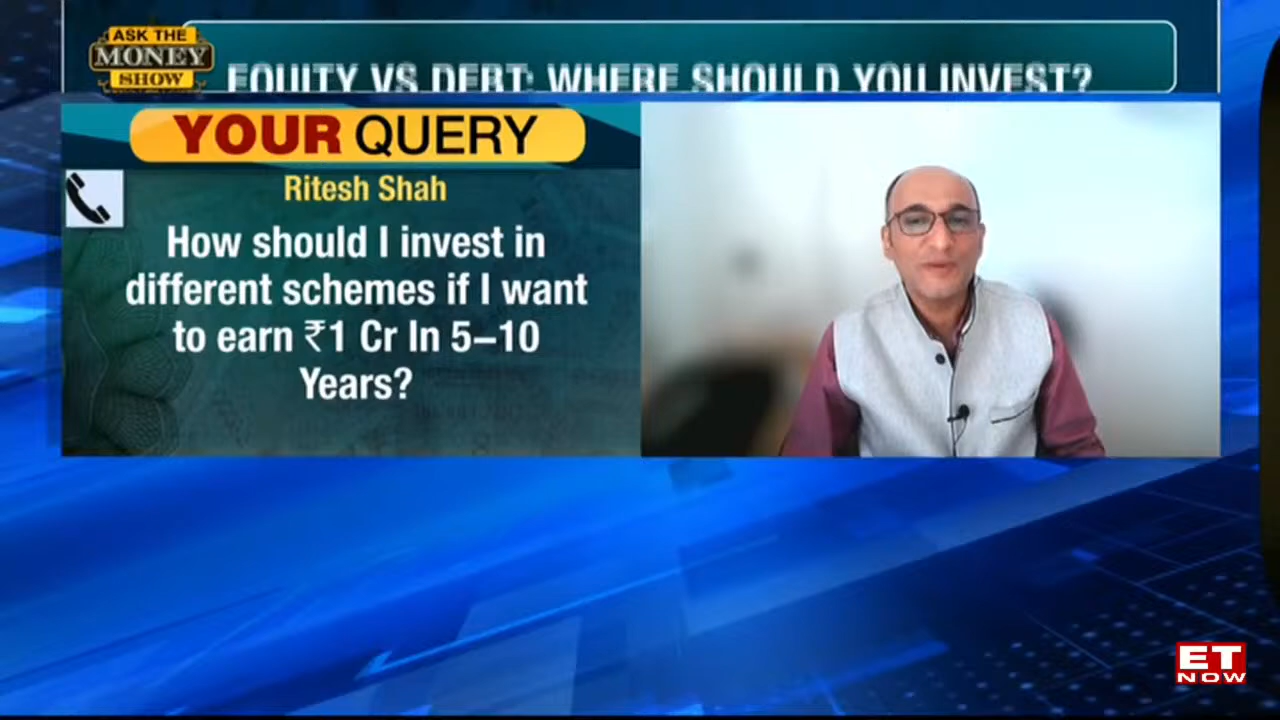 ASK THE
MONEY
SHOW
EQUITY VS DEBT: WHERE SHOULD YOU INVEST?
YOUR QUERY
Ritesh Shah
How should I invest in
different schemes if I want
to earn ₹1 Cr In 5–10
Years?
ET
NOW